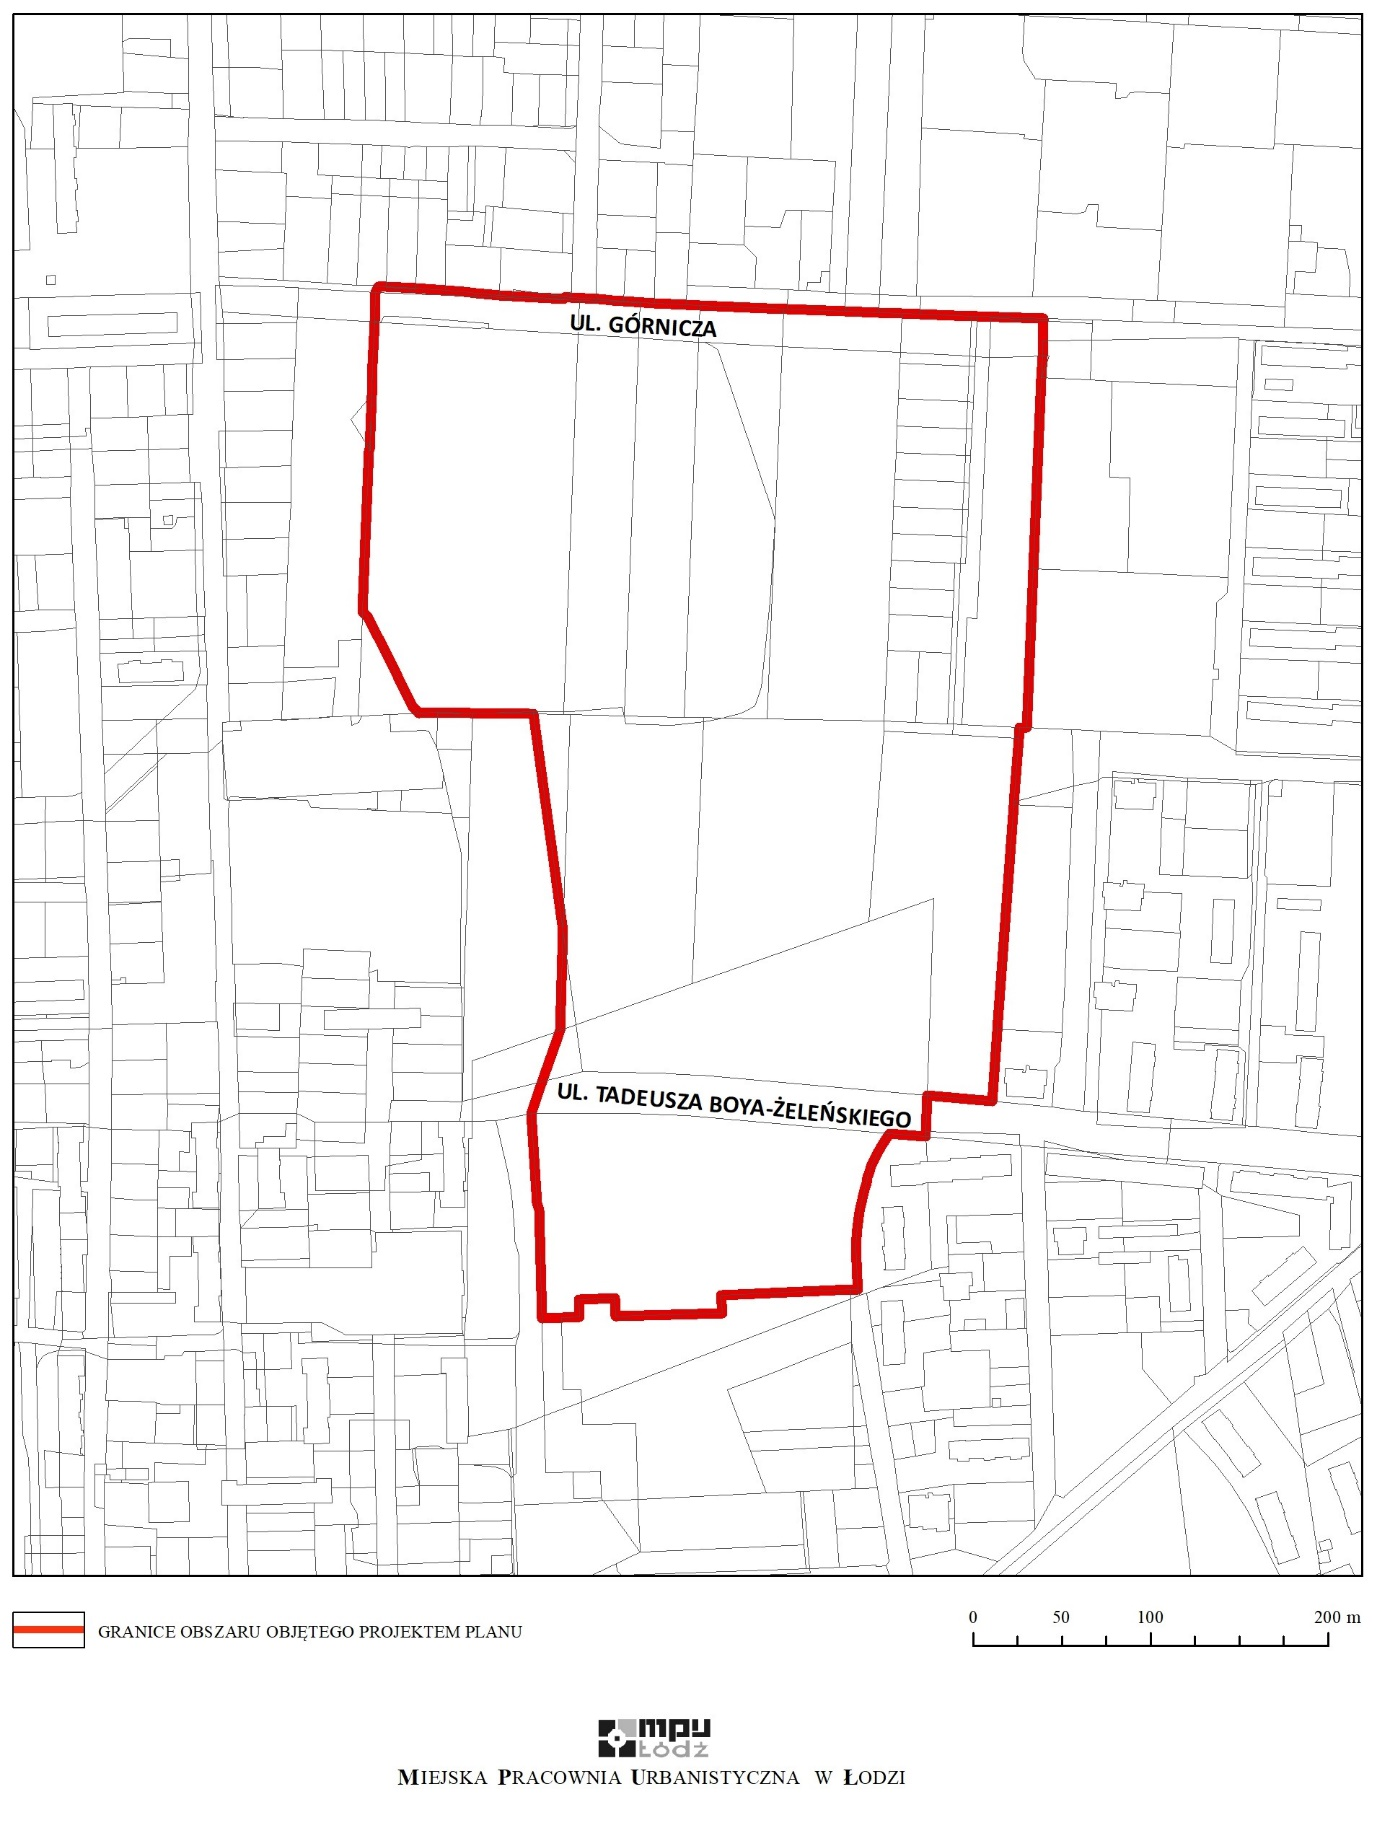 UL. GÓRNICZA
UL. TADEUSZA BOYA-ŻELEŃSKIEGO
GRANICE OBSZARU OBJĘTEGO PROJEKTEM PLANU
0 50 100 200 m
mpu
Łódź
MIEJSKA PRACOWNIA URBANISTYCZNA W ŁODZI